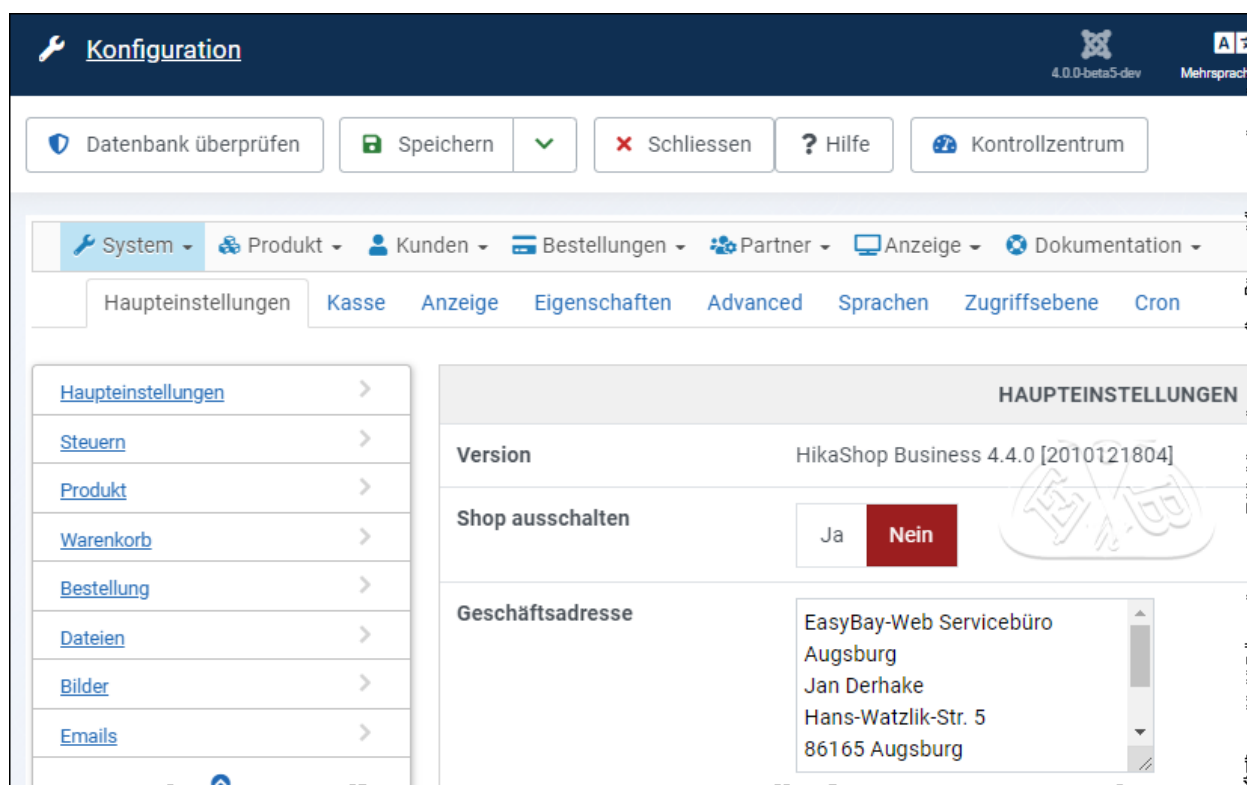 Konfiguration
4.0.0-beta5-dev
Datenbank überprüfen Speichern Schliessen ? Hilfe Kontrollzentrum
System Produkt Kunden Bestellungen Partner Anzeige Dokumentation
Haupteinstellungen Kasse Anzeige Eigenschaften Advanced Sprachen Zugriffsebene Cron
Haupteinstellungen
Steuern
Produkt
Warenkorb
Bestellung
Dateien
Bilder
Emails
HAUPTEINSTELLUNGEN
Version HikaShop Business 4.4.0 [2010121804]
Shop ausschalten Ja Nein
Geschäftsadresse
EasyBay-Web Servicebüro
Augsburg
Jan Derhake
Hans-Watzlik-Str. 5
86165 Augsburg